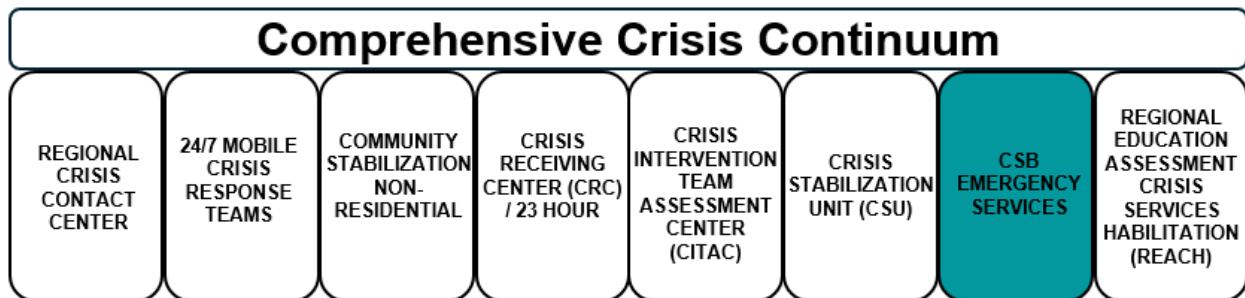 Comprehensive Crisis Continuum
REGIONAL
CRISIS
CONTACT
CENTER
24/7 MOBILE
CRISIS
RESPONSE
TEAMS
COMMUNITY
STABILIZATION
NON-
RESIDENTIAL
CRISIS
RECEIVING
CENTER (CRC)
/ 23 HOUR
CRISIS
INTERVENTION
TEAM
ASSESSMENT
CENTER
(CITAC)
CRISIS
STABILIZATION
UNIT (CSU)
CSB
EMERGENCY
SERVICES
REGIONAL
EDUCATION
ASSESSMENT
CRISIS
SERVICES
HABILITATION
(REACH)